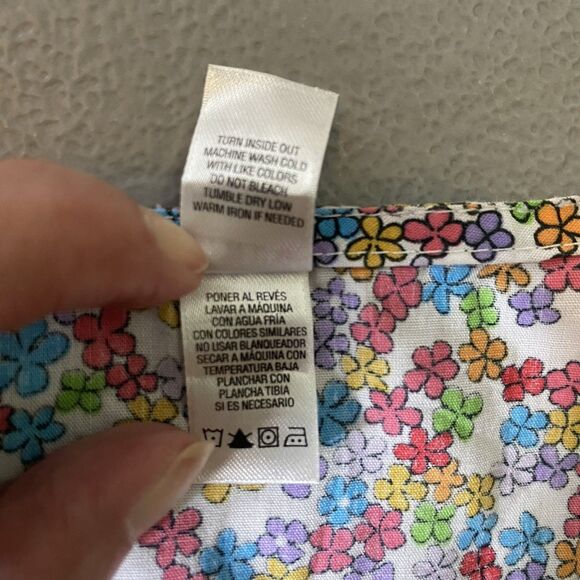 TURN INSIDE OUT
MACHINE WASH COLD
WITH LIKE COLORS
DO NOT BLEACH
TUMBLE DRY LOW
WARM IRON IF NEEDED
PONER AL REVÉS
LAVAR A MÁQUINA
CON AGUA FRÍA
CON COLORES SIMILARES
NO USAR BLANQUEADOR
SECAR A MÁQUINA CON
TEMPERATURA BAJA
PLANCHAR CON
PLANCHA TIBIA
SI ES NECESARIO